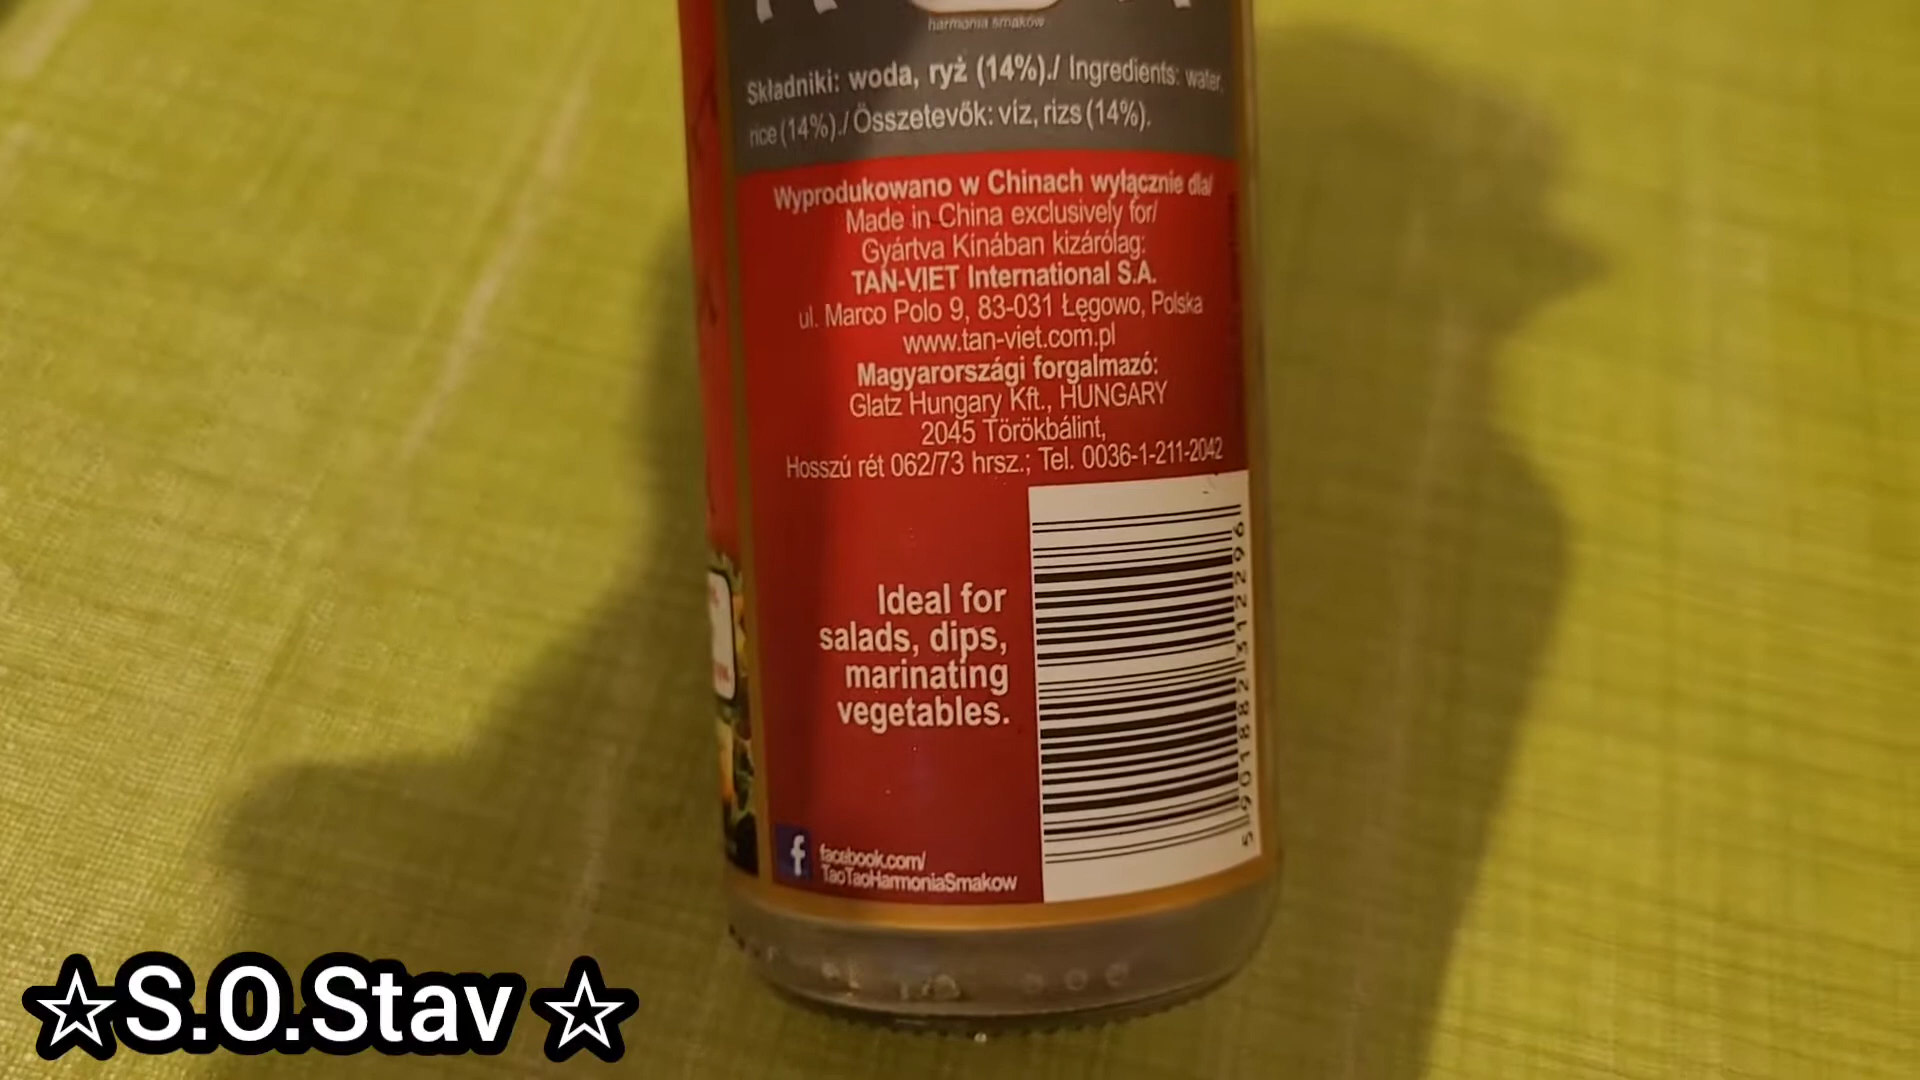 harmonia smaków
Składniki: woda, ryż (14%)./ Ingredients: water,
rice (14%)./ Összetevők: víz, rizs (14%).
Wyprodukowano w Chinach wyłącznie dla/
Made in China exclusively for/
Gyártva Kínában kizárólag:
TAN-VIET International S.A.
ul. Marco Polo 9, 83-031 Łęgowo, Polska
www.tan-viet.com.pl
Magyarországi forgalmazó:
Glatz Hungary Kft., HUNGARY
2045 Törökbálint,
Hosszú rét 062/73 hrsz.; Tel. 0036-1-211-2042
Ideal for
salads, dips,
marinating
vegetables.
5 901882 312296
f facebook.com/
TaoTaoHarmoniaSmakow
☆S.O.Stav☆